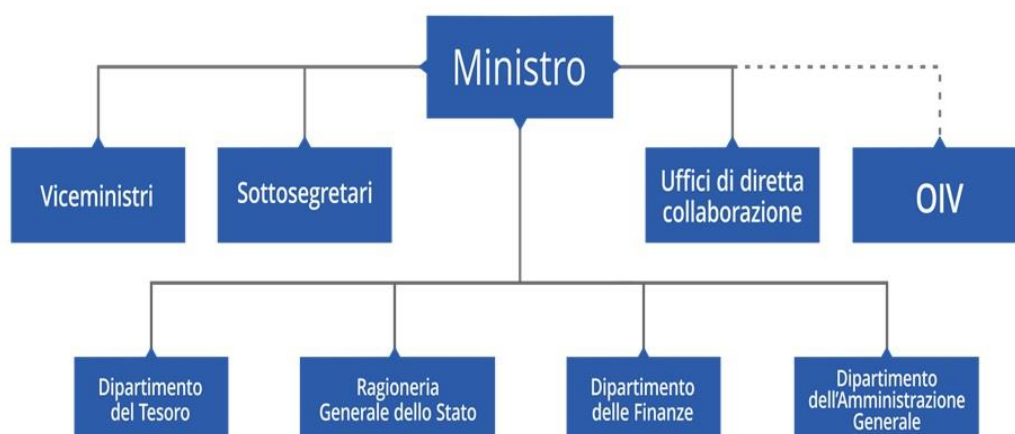 Ministro
Viceministri
Sottosegretari
Uffici di diretta
collaborazione
OIV
Dipartimento
del Tesoro
Ragioneria
Generale dello Stato
Dipartimento
delle Finanze
Dipartimento
dell'Amministrazione
Generale